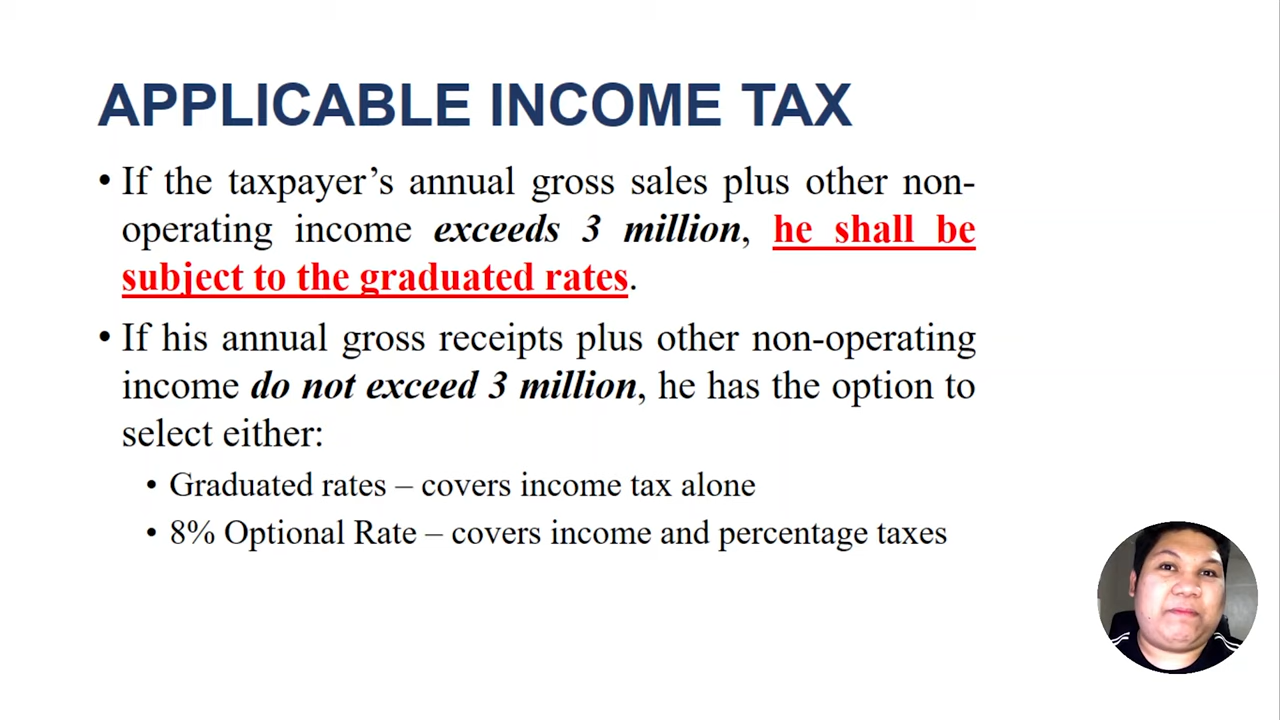 APPLICABLE INCOME TAX
• If the taxpayer’s annual gross sales plus other non-
operating income exceeds 3 million, he shall be
subject to the graduated rates.
• If his annual gross receipts plus other non-operating
income do not exceed 3 million, he has the option to
select either:
• Graduated rates – covers income tax alone
• 8% Optional Rate – covers income and percentage taxes